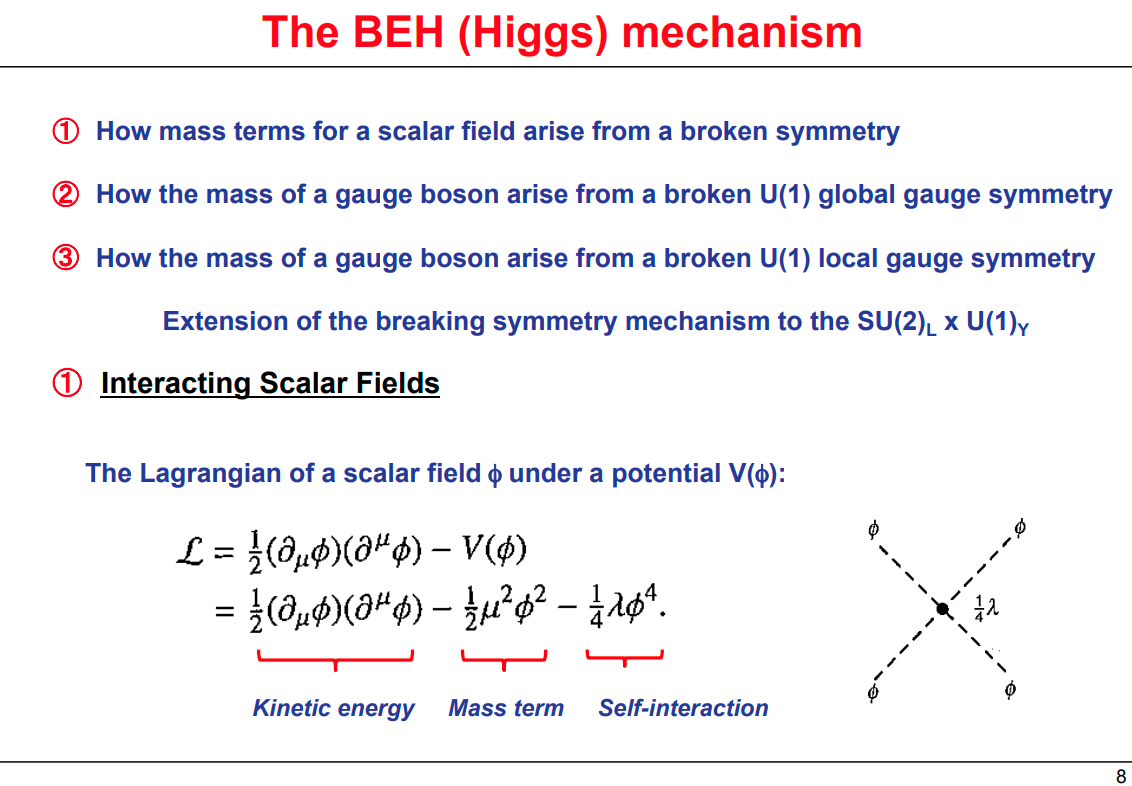 The BEH (Higgs) mechanism
① How mass terms for a scalar field arise from a broken symmetry
② How the mass of a gauge boson arise from a broken U(1) global gauge symmetry
③ How the mass of a gauge boson arise from a broken U(1) local gauge symmetry
Extension of the breaking symmetry mechanism to the SU(2)_L x U(1)_Y
① Interacting Scalar Fields
The Lagrangian of a scalar field ϕ under a potential V(ϕ):
ℒ = ½(∂_μϕ)(∂^μϕ) − V(ϕ)
= ½(∂_μϕ)(∂^μϕ) − ½μ²ϕ² − ¼λϕ⁴.
Kinetic energy Mass term Self-interaction
ϕ ϕ
¼λ
ϕ ϕ
8